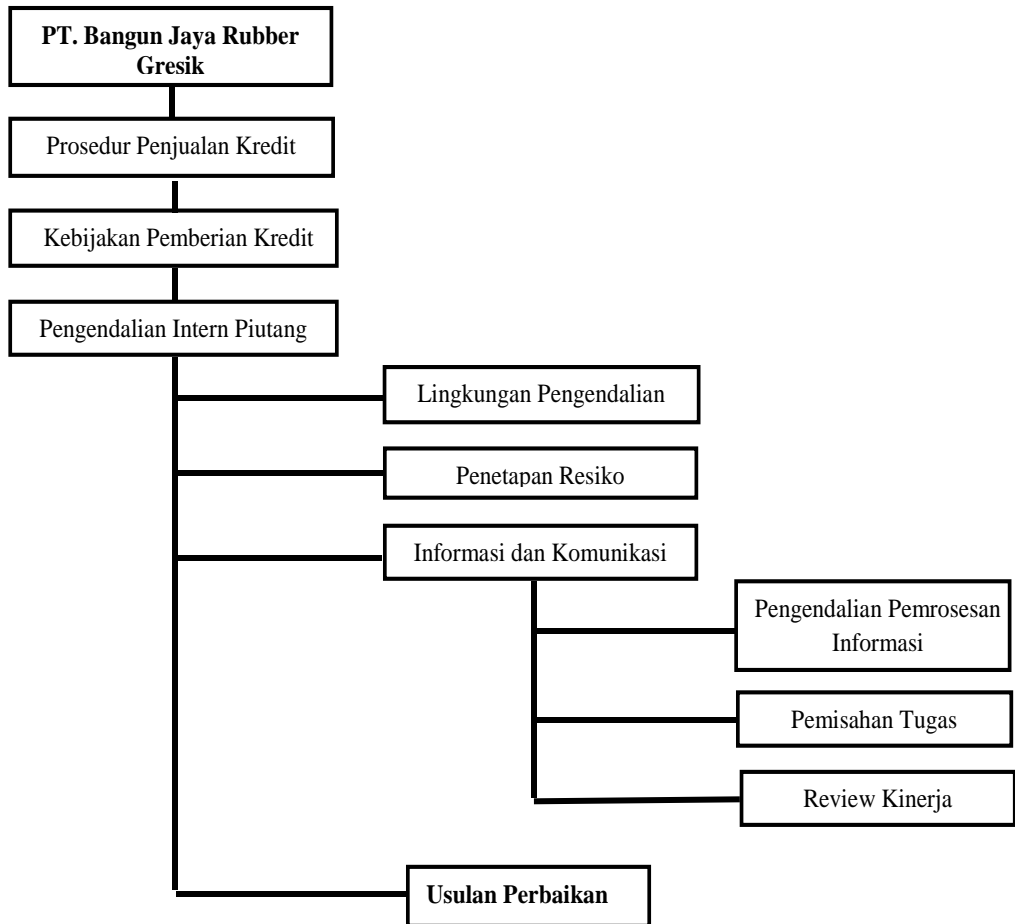 PT. Bangun Jaya Rubber
Gresik
Prosedur Penjualan Kredit
Kebijakan Pemberian Kredit
Pengendalian Intern Piutang
Lingkungan Pengendalian
Penetapan Resiko
Informasi dan Komunikasi
Pengendalian Pemrosesan
Informasi
Pemisahan Tugas
Review Kinerja
Usulan Perbaikan